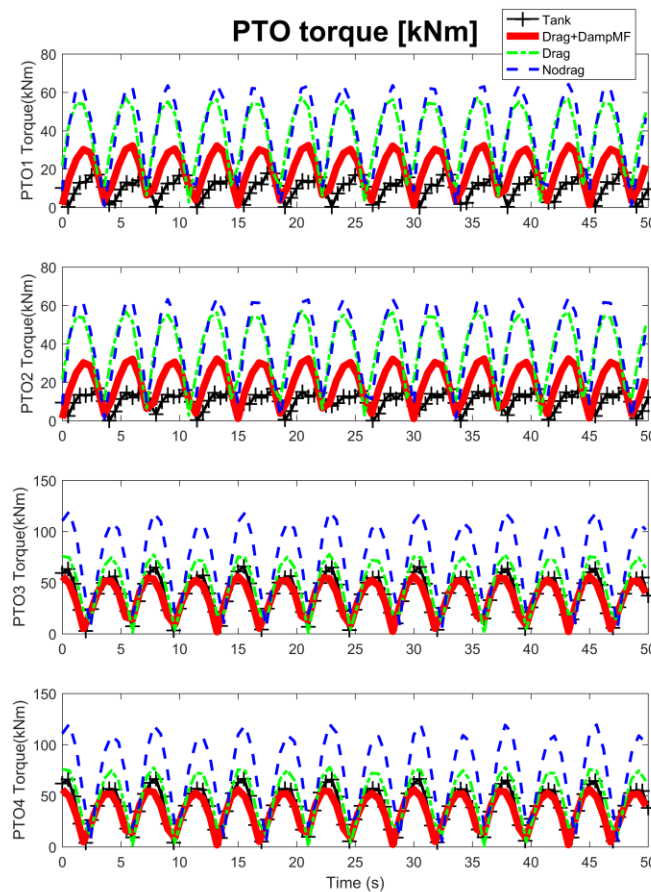 PTO torque [kNm]
Tank
Drag+DampMF
Drag
Nodrag
PTO1 Torque(kNm)
80
60
40
20
0
0 5 10 15 20 25 30 35 40 45 50
PTO2 Torque(kNm)
80
60
40
20
0
0 5 10 15 20 25 30 35 40 45 50
PTO3 Torque(kNm)
150
100
50
0
0 5 10 15 20 25 30 35 40 45 50
PTO4 Torque(kNm)
150
100
50
0
0 5 10 15 20 25 30 35 40 45 50
Time (s)